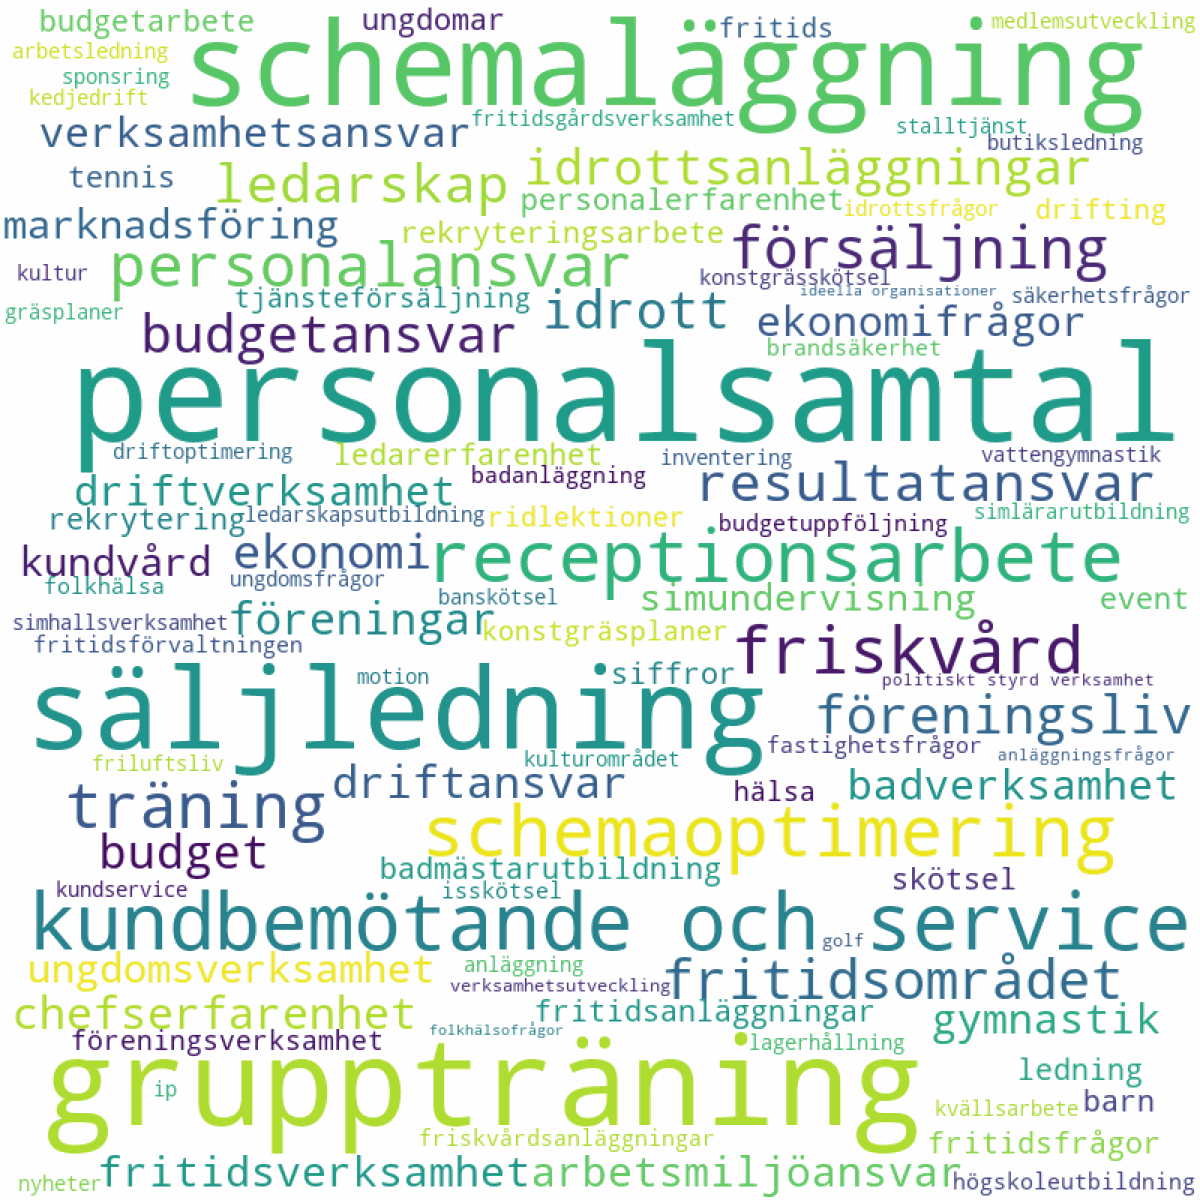 budgetarbete
ungdomar
schemaläggning
fritids
medlemsutveckling
arbetsledning
sponsring
kedjedrift
verksamhetsansvar
fritidsgårdsverksamhet
stalltjänst
butiksledning
tennis
ledarskap
idrottsanläggningar
personalerfarenhet
idrottsfrågor
drifting
marknadsföring
rekryteringsarbete
försäljning
kultur
personalansvar
konstgrässkötsel
ideella organisationer
säkerhetsfrågor
gräsplaner
tjänsteförsäljning
idrott
ekonomifrågor
budgetansvar
brandsäkerhet
personalsamtal
driftoptimering
ledarerfarenhet
inventering
vattengymnastik
driftverksamhet
badanläggning
resultatansvar
rekrytering
ledarskapsutbildning
ridlektioner
budgetuppföljning
simlärarutbildning
kundvård
ekonomi
receptionsarbete
folkhälsa
ungdomsfrågor
banskötsel
simundervisning
event
simhallsverksamhet
föreningar
konstgräsplaner
friskvård
fritidsförvaltningen
säljledning
motion
siffror
politiskt styrd verksamhet
föreningsliv
friluftsliv
kulturområdet
fastighetsfrågor
anläggningsfrågor
träning
driftansvar
hälsa
badverksamhet
budget
schemaoptimering
badmästarutbildning
skötsel
kundservice
isskötsel
kundbemötande och service
golf
ungdomsverksamhet
anläggning
verksamhetsutveckling
fritidsområdet
chefserfarenhet
fritidsanläggningar
gymnastik
föreningsverksamhet
folkhälsofrågor
lagerhållning
gruppträning
ip
ledning
kvällsarbete
barn
friskvårdsanläggningar
fritidsfrågor
nyheter
fritidsverksamhet
arbetsmiljöansvar
högskoleutbildning